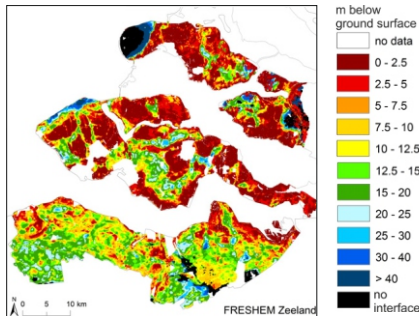 m below
ground surface
no data
0 - 2.5
2.5 - 5
5 - 7.5
7.5 - 10
10 - 12.5
12.5 - 15
15 - 20
20 - 25
25 - 30
30 - 40
> 40
no
interface
N
0 5 10 km
FRESHEM Zeeland